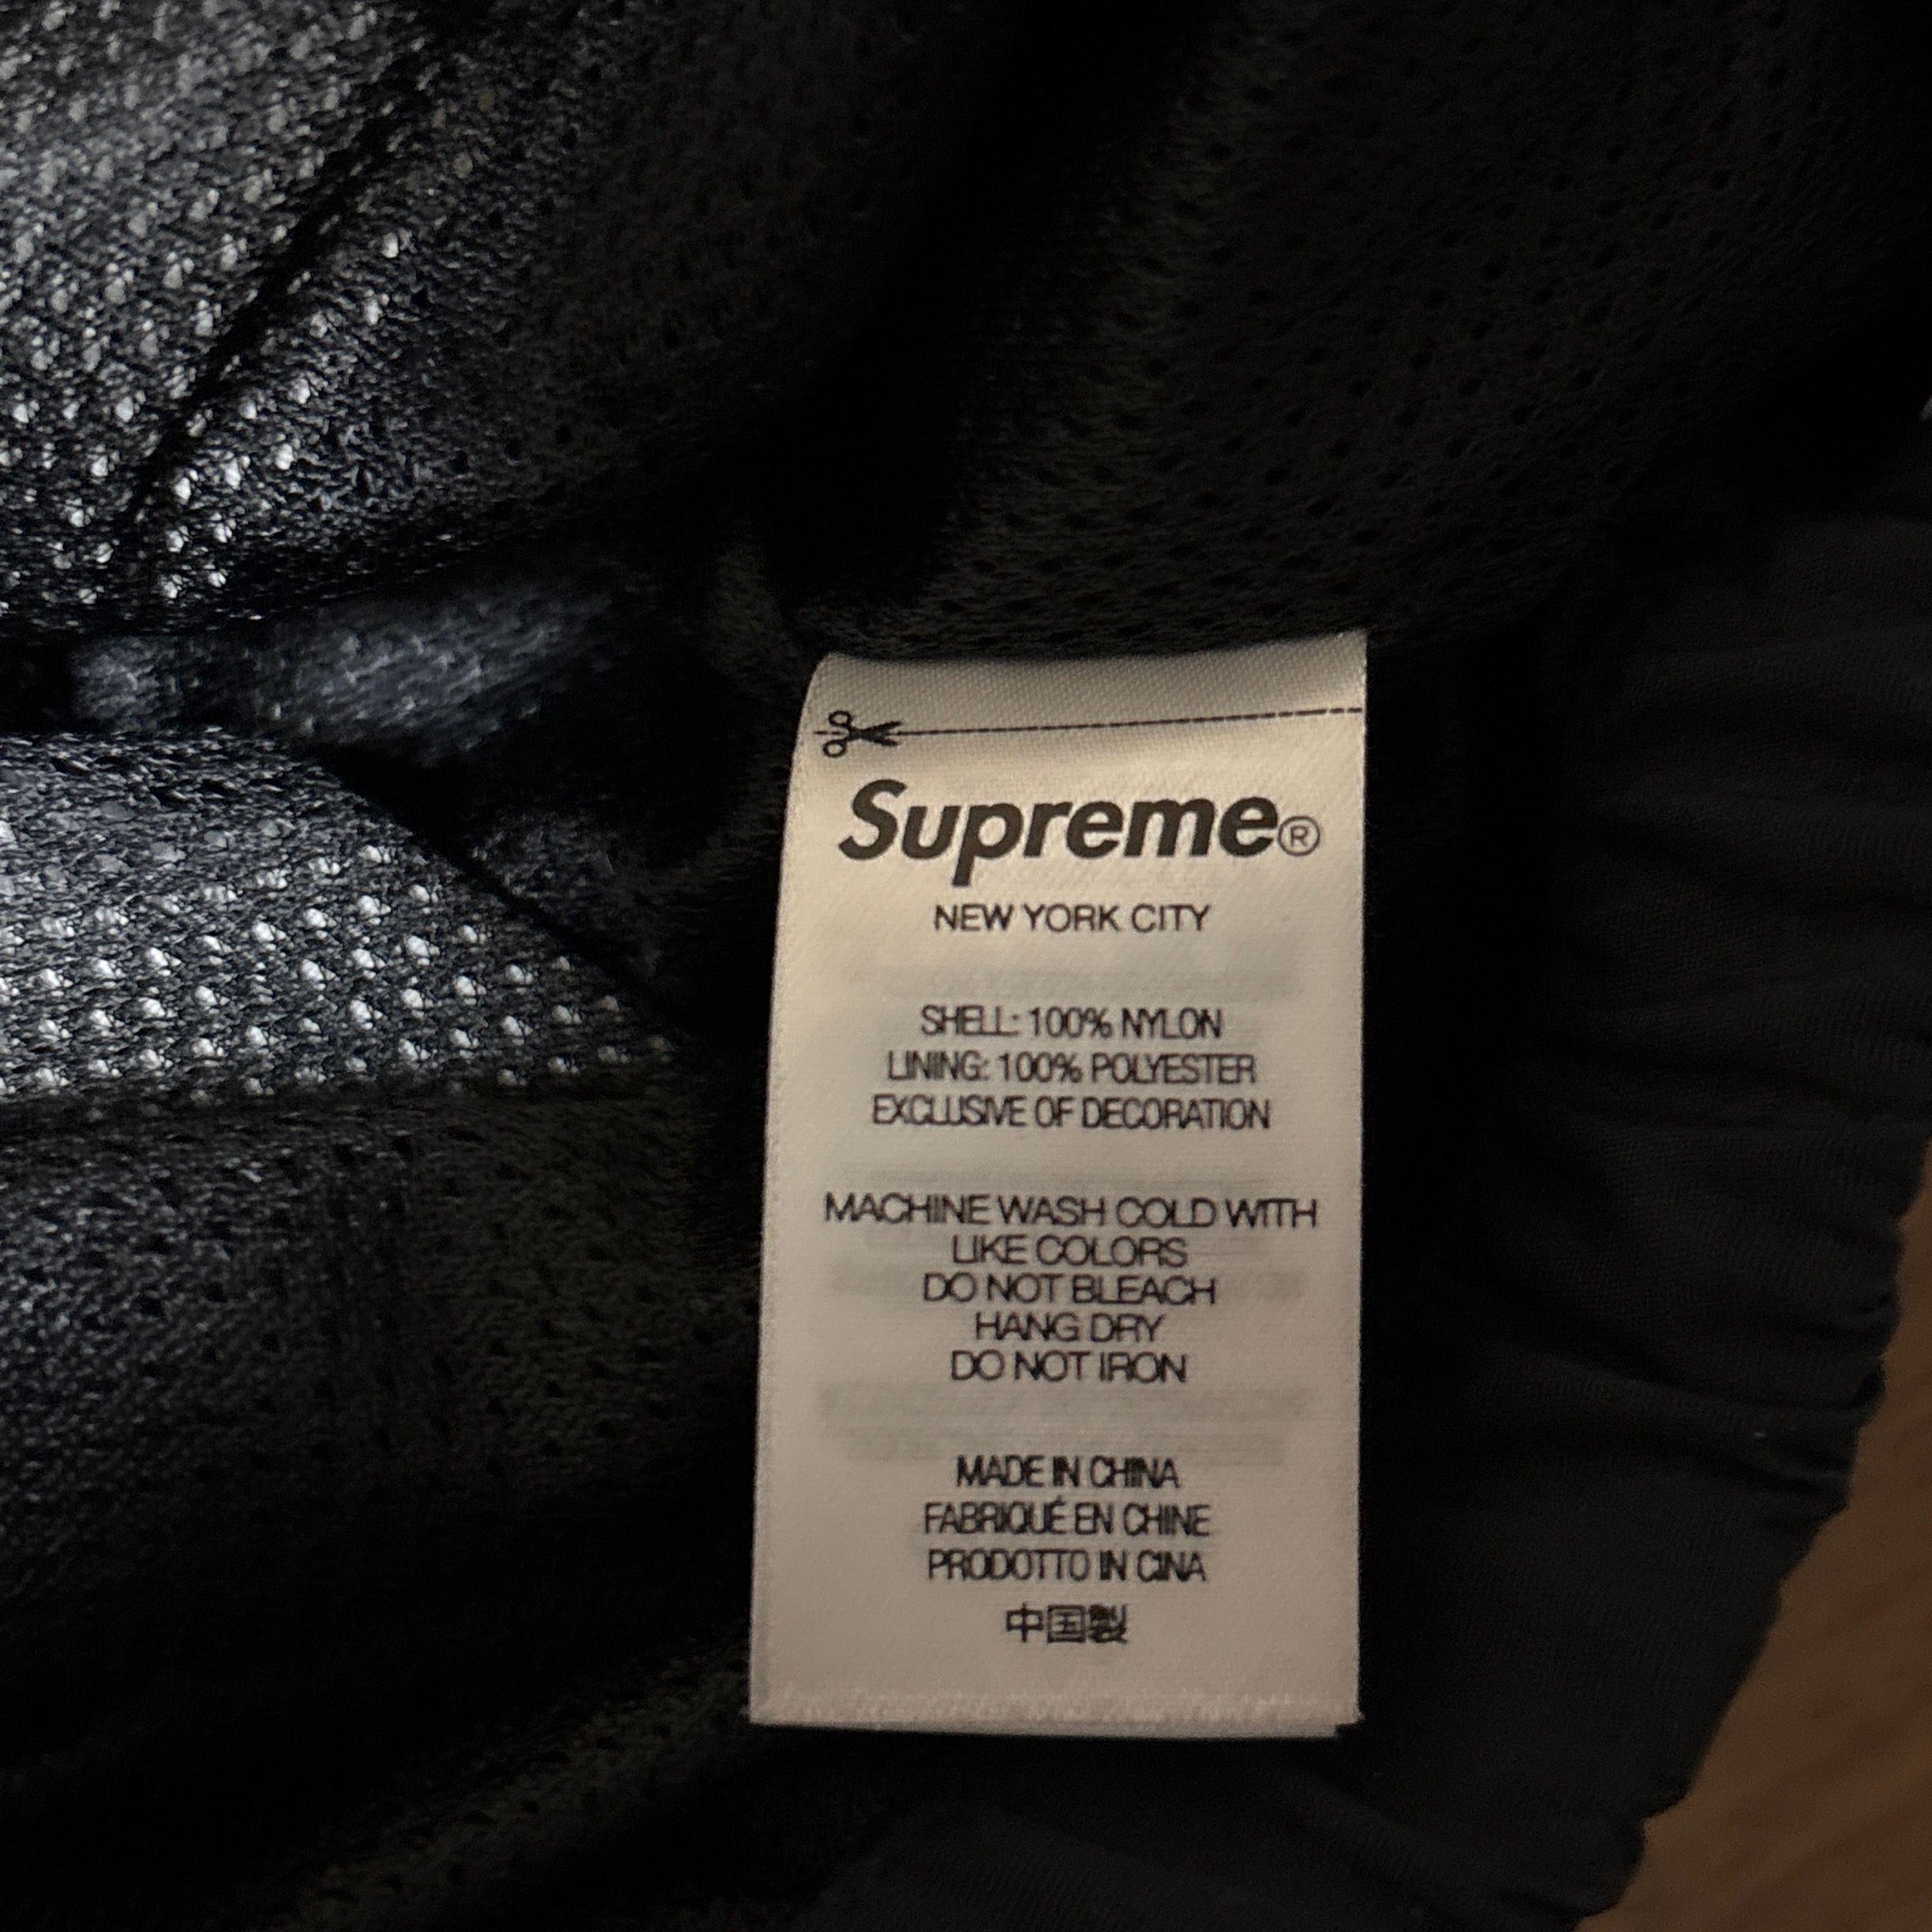 Supreme®
NEW YORK CITY
SHELL: 100% NYLON
LINING: 100% POLYESTER
EXCLUSIVE OF DECORATION
MACHINE WASH COLD WITH
LIKE COLORS
DO NOT BLEACH
HANG DRY
DO NOT IRON
MADE IN CHINA
FABRIQUÉ EN CHINE
PRODOTTO IN CINA
中国製